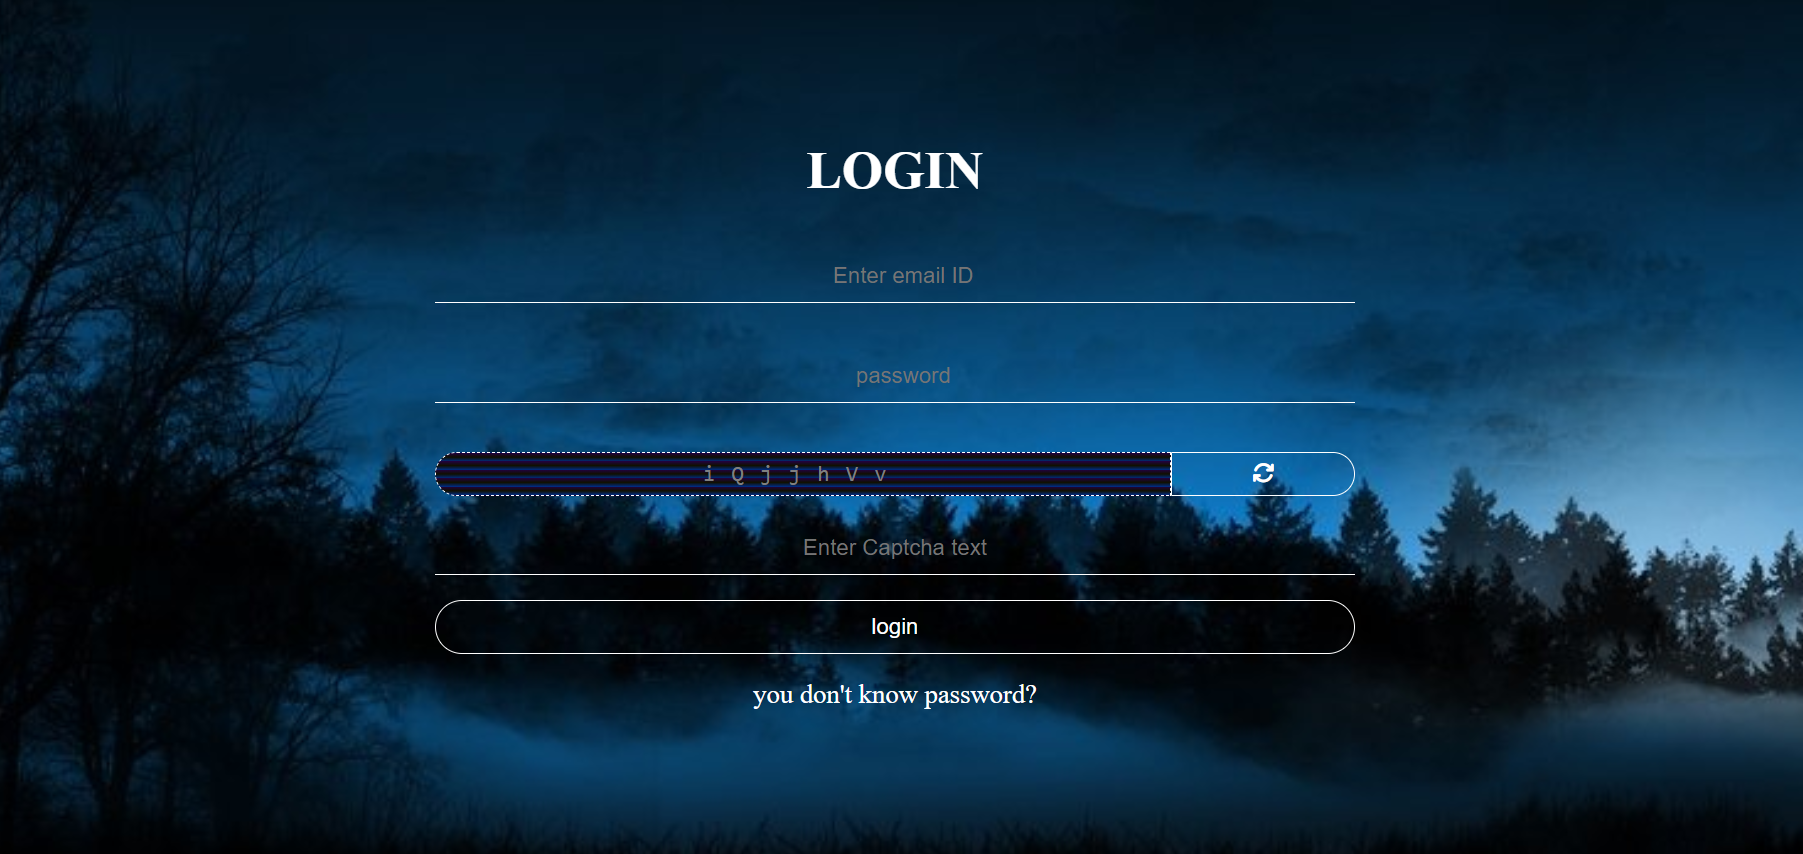 LOGIN
Enter email ID
password
i Q j j h V v
Enter Captcha text
login
you don't know password?